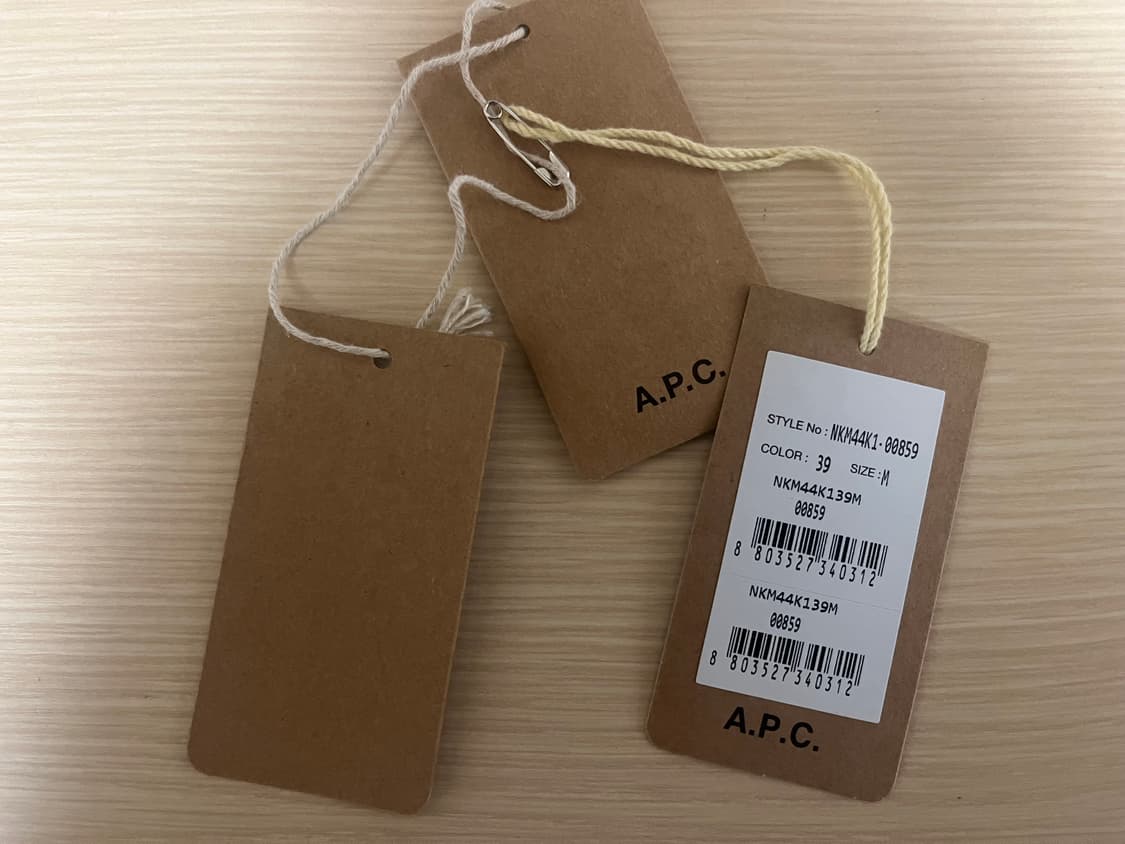 A.P.C.
STYLE No : NKM44K1-00859
COLOR : 39 SIZE : M
NKM44K139M
00859
8 803527 340312
NKM44K139M
00859
8 803527 340312
A.P.C.